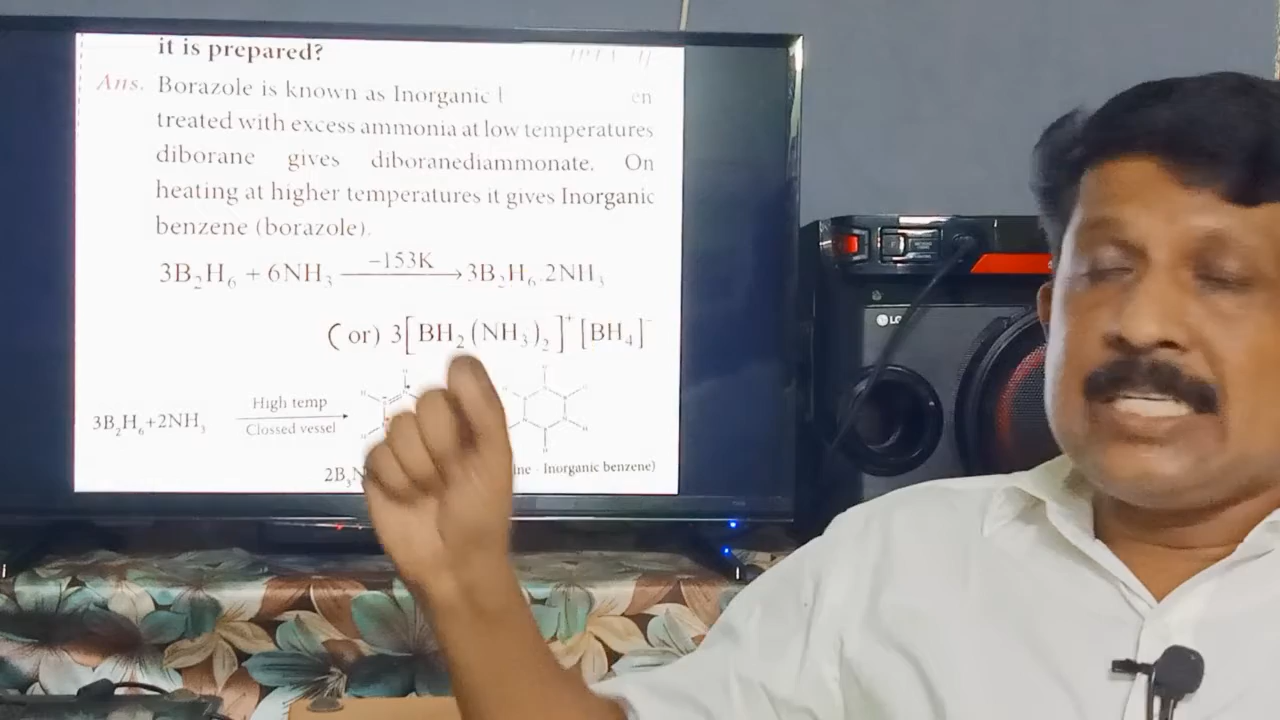 it is prepared?
Ans. Borazole is known as Inorganic en
treated with excess ammonia at low temperatures
diborane gives diboranediammonate. On
heating at higher temperatures it gives Inorganic
benzene (borazole).
3B₂H₆ + 6NH₃ —153K→ 3B₂H₆.2NH₃
(or) 3[BH₂(NH₃)₂]⁺ [BH₄]⁻
High temp
3B₂H₆+2NH₃
Clossed vessel
2B₃N ine - Inorganic benzene)
LG